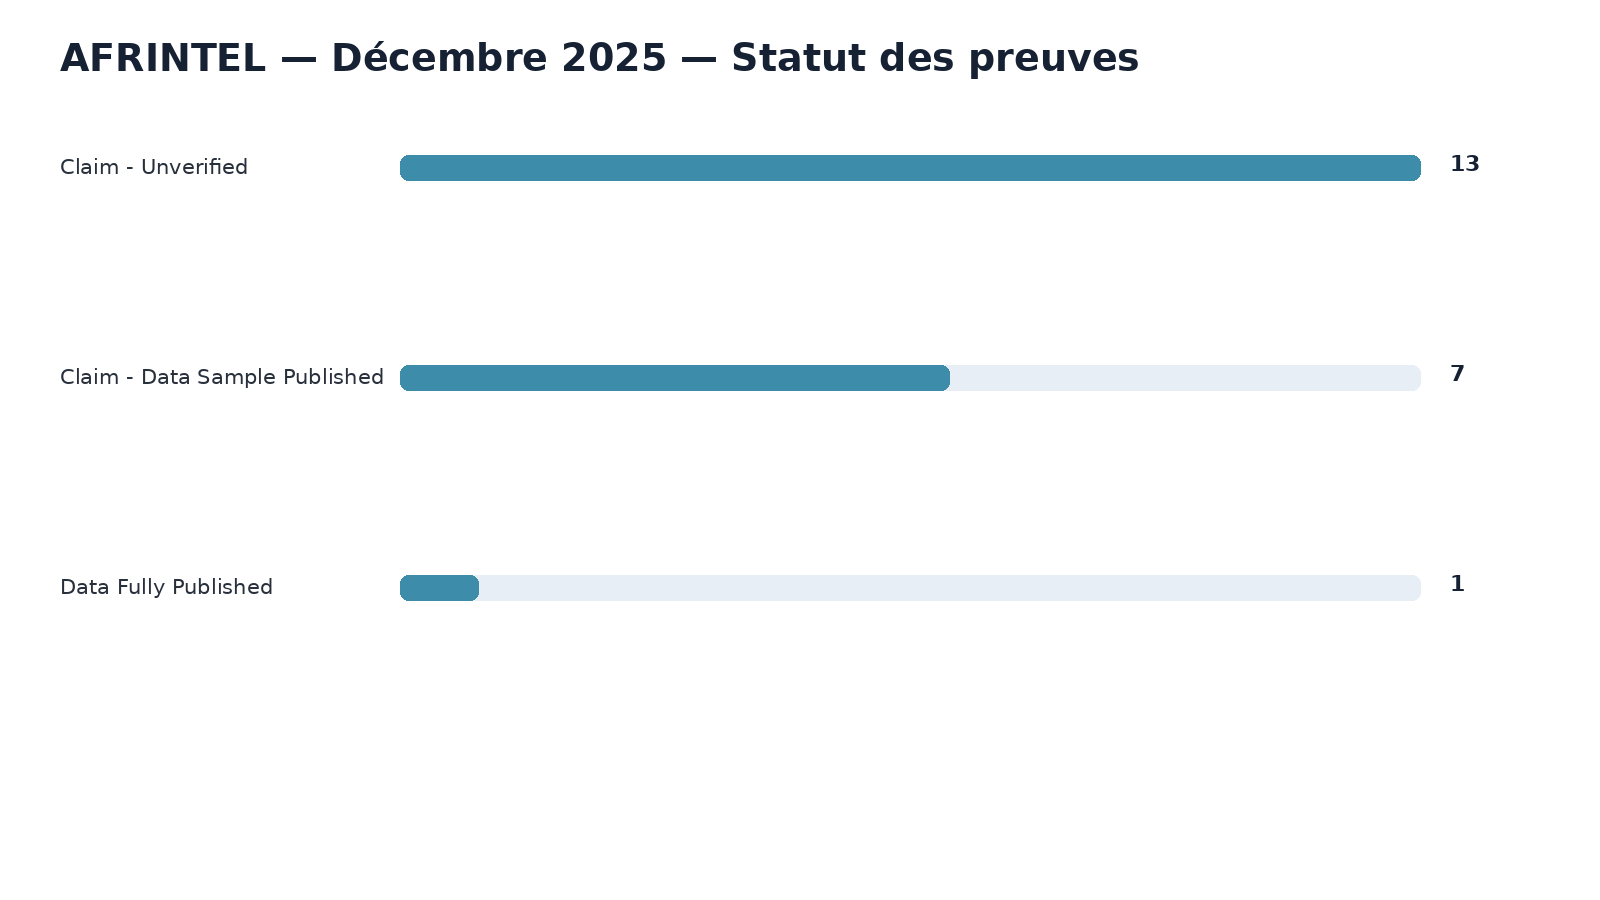 AFRINTEL — Décembre 2025 — Statut des preuves
Claim - Unverified 13
Claim - Data Sample Published 7
Data Fully Published 1